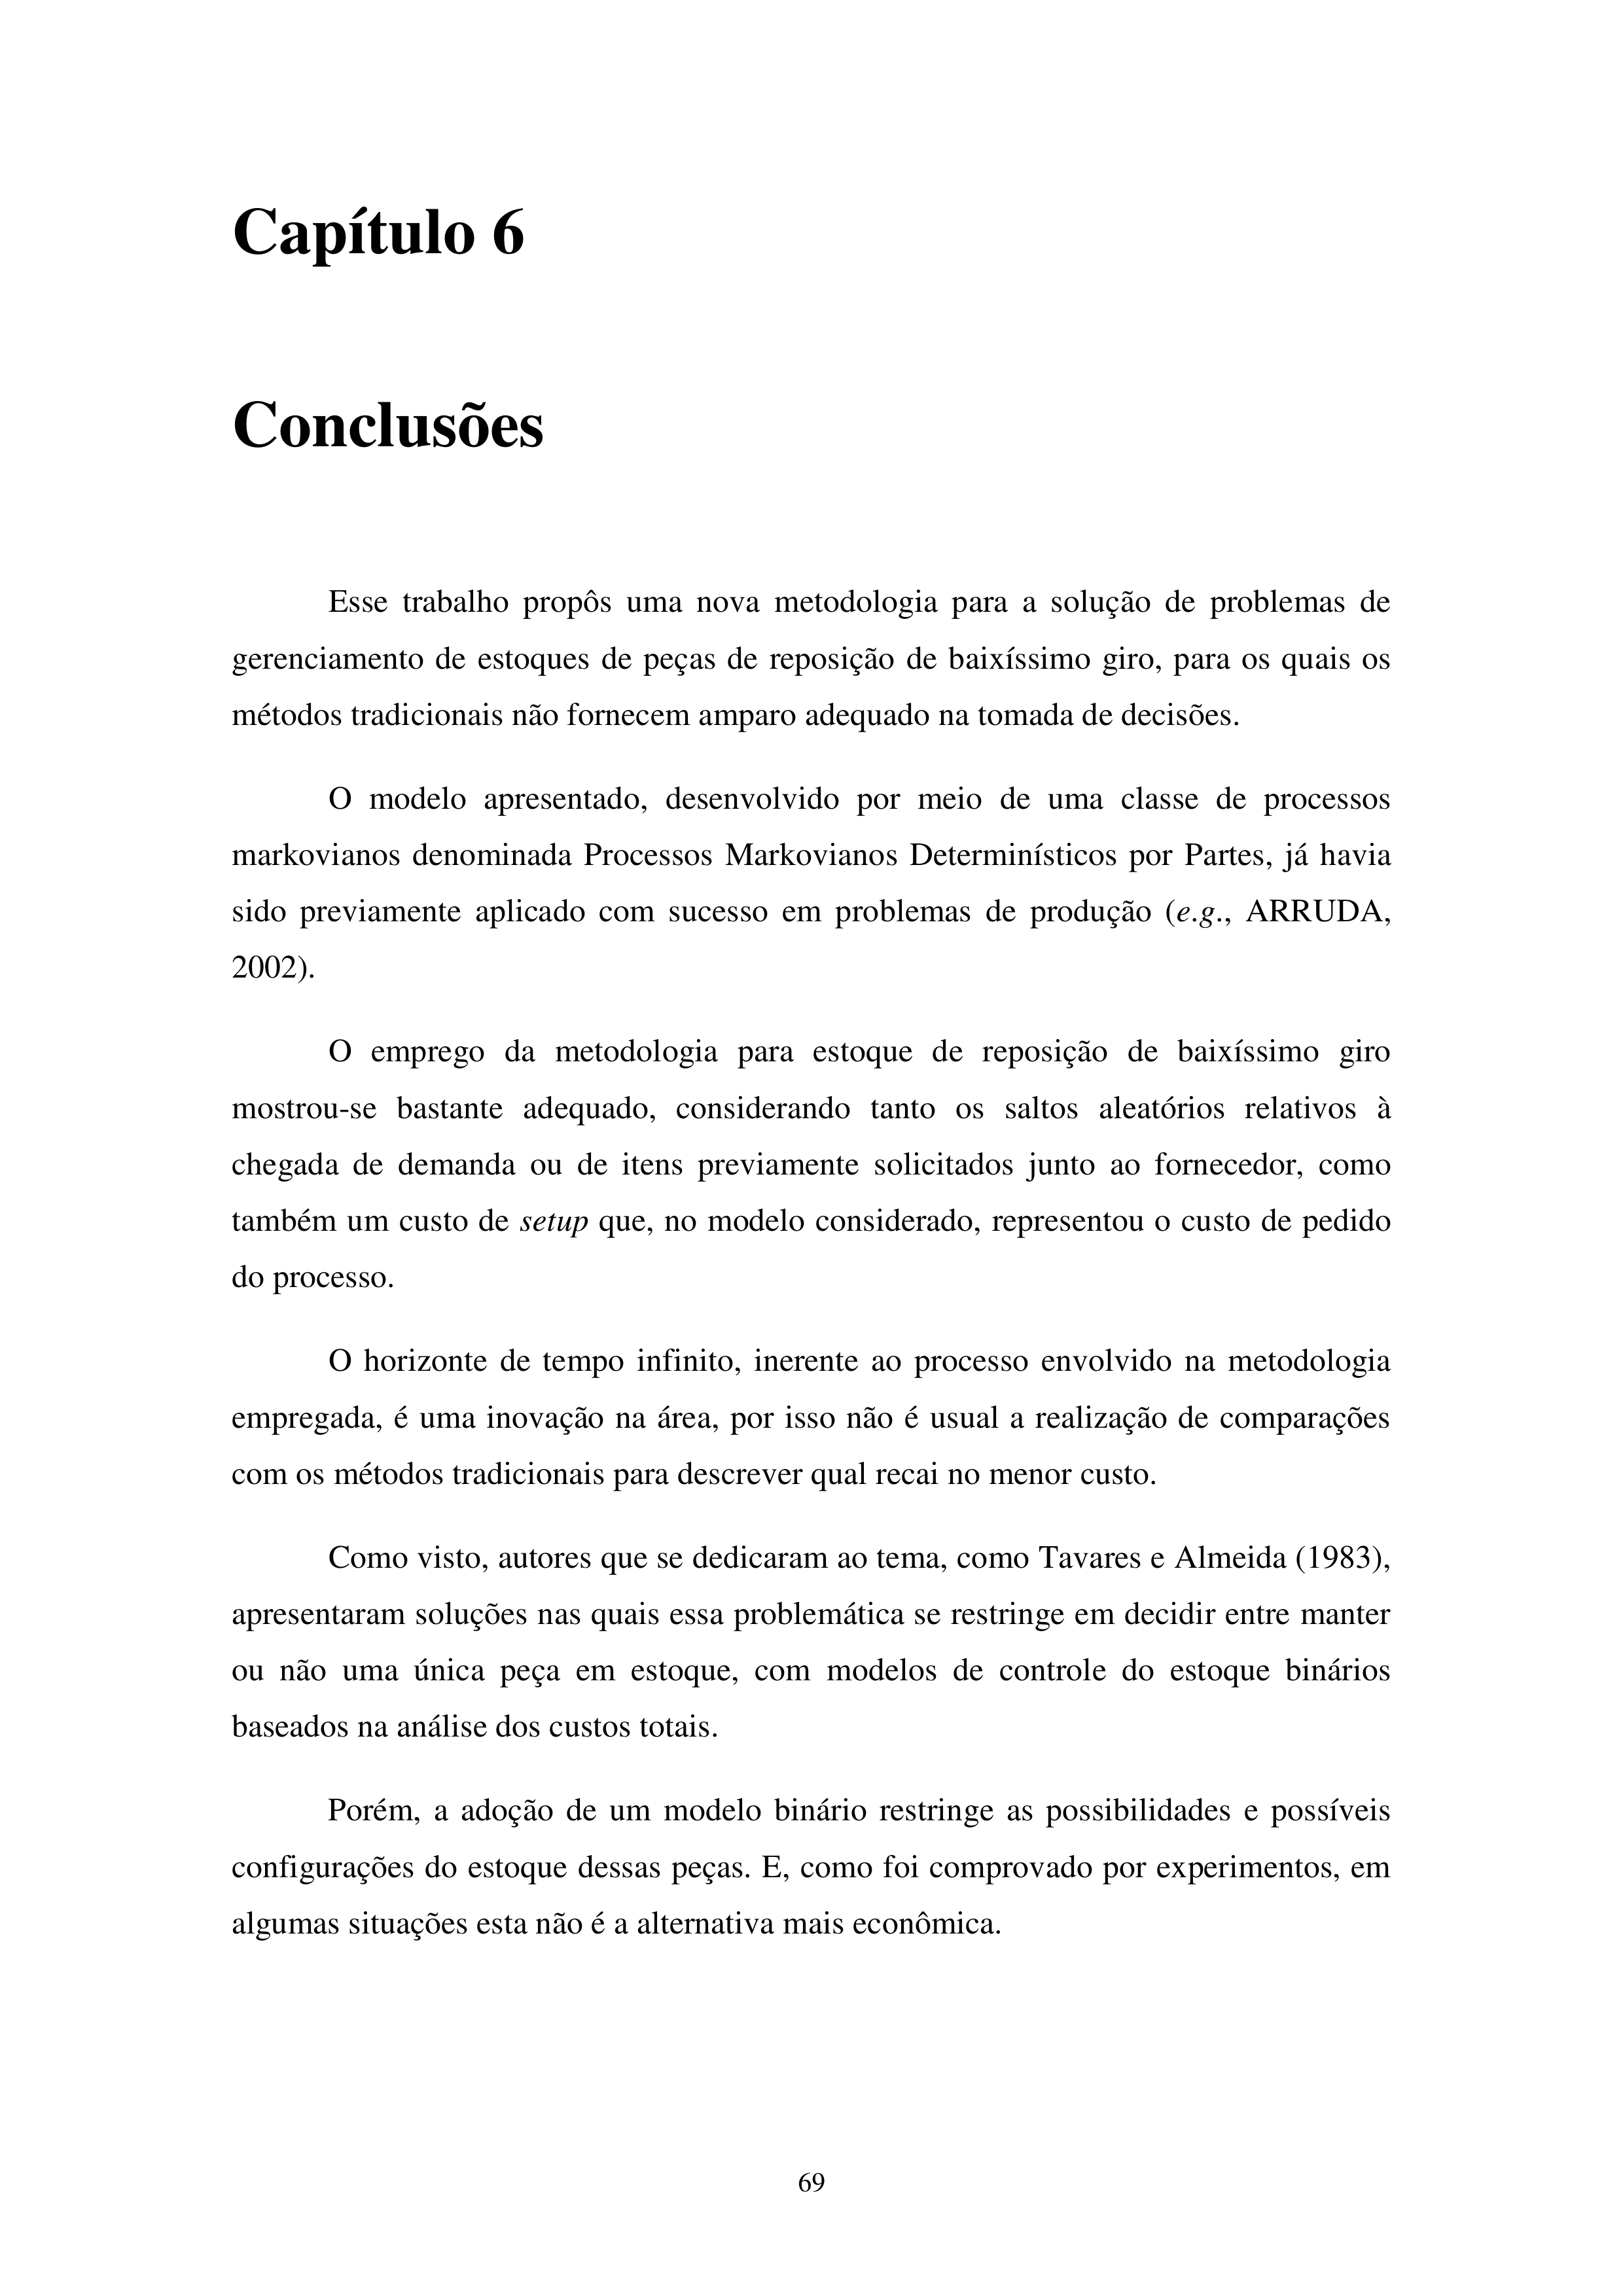 Capítulo 6
Conclusões
Esse trabalho propôs uma nova metodologia para a solução de problemas de
gerenciamento de estoques de peças de reposição de baixíssimo giro, para os quais os
métodos tradicionais não fornecem amparo adequado na tomada de decisões.
O modelo apresentado, desenvolvido por meio de uma classe de processos
markovianos denominada Processos Markovianos Determinísticos por Partes, já havia
sido previamente aplicado com sucesso em problemas de produção (e.g., ARRUDA,
2002).
O emprego da metodologia para estoque de reposição de baixíssimo giro
mostrou-se bastante adequado, considerando tanto os saltos aleatórios relativos à
chegada de demanda ou de itens previamente solicitados junto ao fornecedor, como
também um custo de setup que, no modelo considerado, representou o custo de pedido
do processo.
O horizonte de tempo infinito, inerente ao processo envolvido na metodologia
empregada, é uma inovação na área, por isso não é usual a realização de comparações
com os métodos tradicionais para descrever qual recai no menor custo.
Como visto, autores que se dedicaram ao tema, como Tavares e Almeida (1983),
apresentaram soluções nas quais essa problemática se restringe em decidir entre manter
ou não uma única peça em estoque, com modelos de controle do estoque binários
baseados na análise dos custos totais.
Porém, a adoção de um modelo binário restringe as possibilidades e possíveis
configurações do estoque dessas peças. E, como foi comprovado por experimentos, em
algumas situações esta não é a alternativa mais econômica.
69